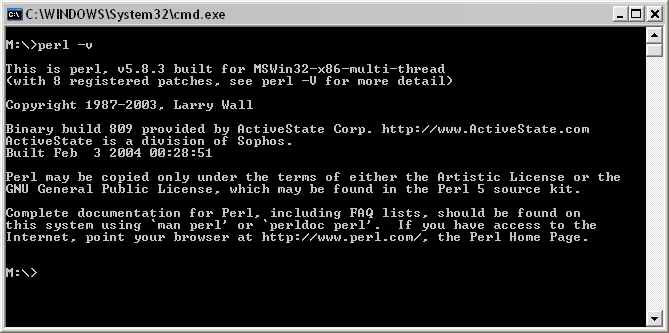 C:\WINDOWS\System32\cmd.exe
M:\>perl -v
This is perl, v5.8.3 built for MSWin32-x86-multi-thread
(with 8 registered patches, see perl -V for more detail)
Copyright 1987-2003, Larry Wall
Binary build 809 provided by ActiveState Corp. http://www.ActiveState.com
ActiveState is a division of Sophos.
Built Feb  3 2004 00:28:51
Perl may be copied only under the terms of either the Artistic License or the
GNU General Public License, which may be found in the Perl 5 source kit.
Complete documentation for Perl, including FAQ lists, should be found on
this system using `man perl' or `perldoc perl'.  If you have access to the
Internet, point your browser at http://www.perl.com/, the Perl Home Page.
M:\>